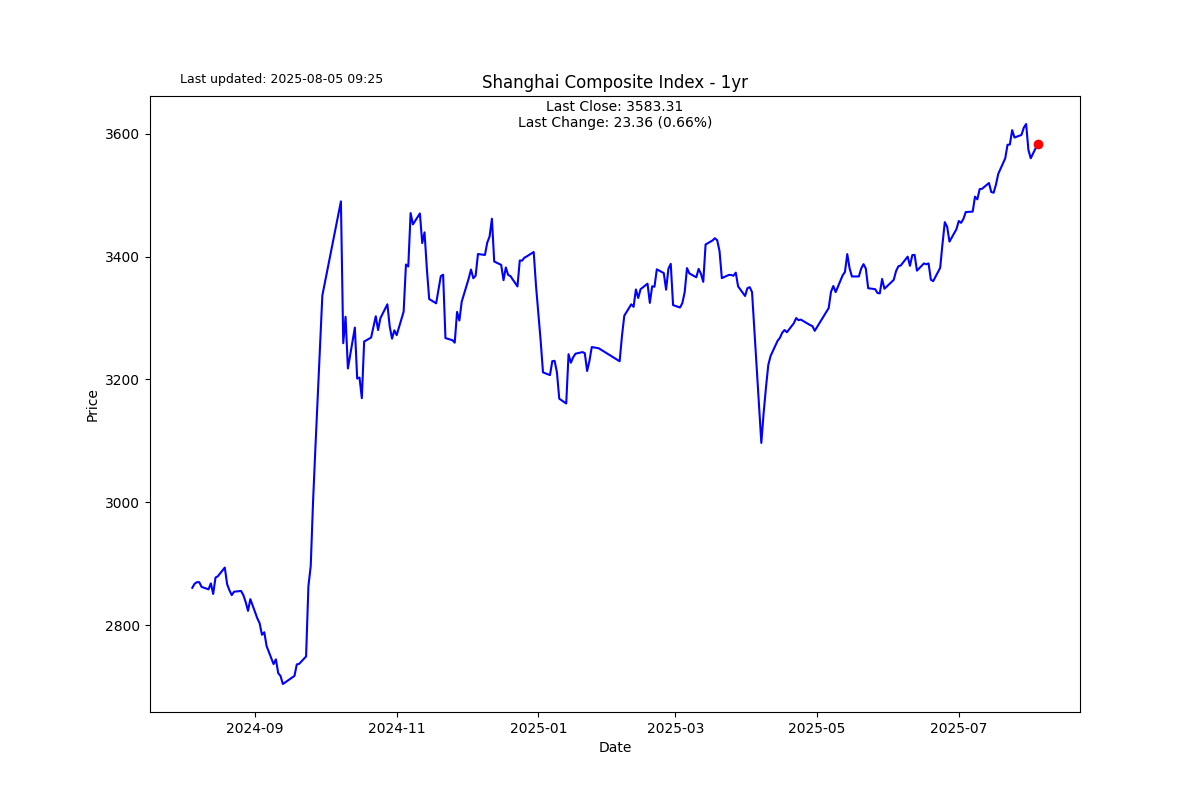 Last updated: 2025-08-05 09:25
Shanghai Composite Index - 1yr
Last Close: 3583.31
Last Change: 23.36 (0.66%)
3600
3400
3200
3000
2800
Price
2024-09
2024-11
2025-01
2025-03
2025-05
2025-07
Date